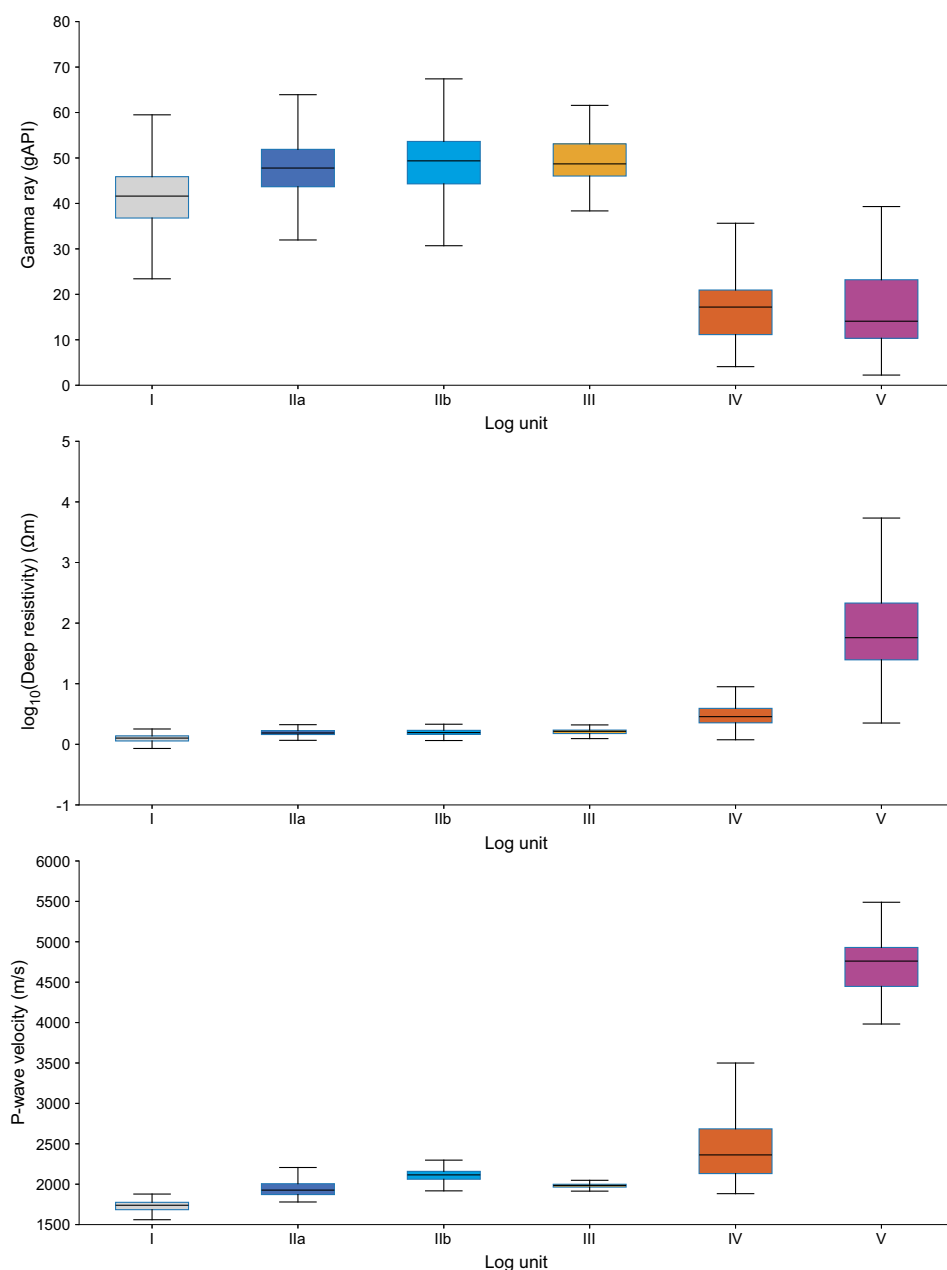 80
70
60
50
40
30
20
10
0
Gamma ray (gAPI)
I IIa IIb III IV V
Log unit
5
4
3
2
1
0
-1
log10(Deep resistivity) (Ωm)
I IIa IIb III IV V
Log unit
6000
5500
5000
4500
4000
3500
3000
2500
2000
1500
P-wave velocity (m/s)
I IIa IIb III IV V
Log unit